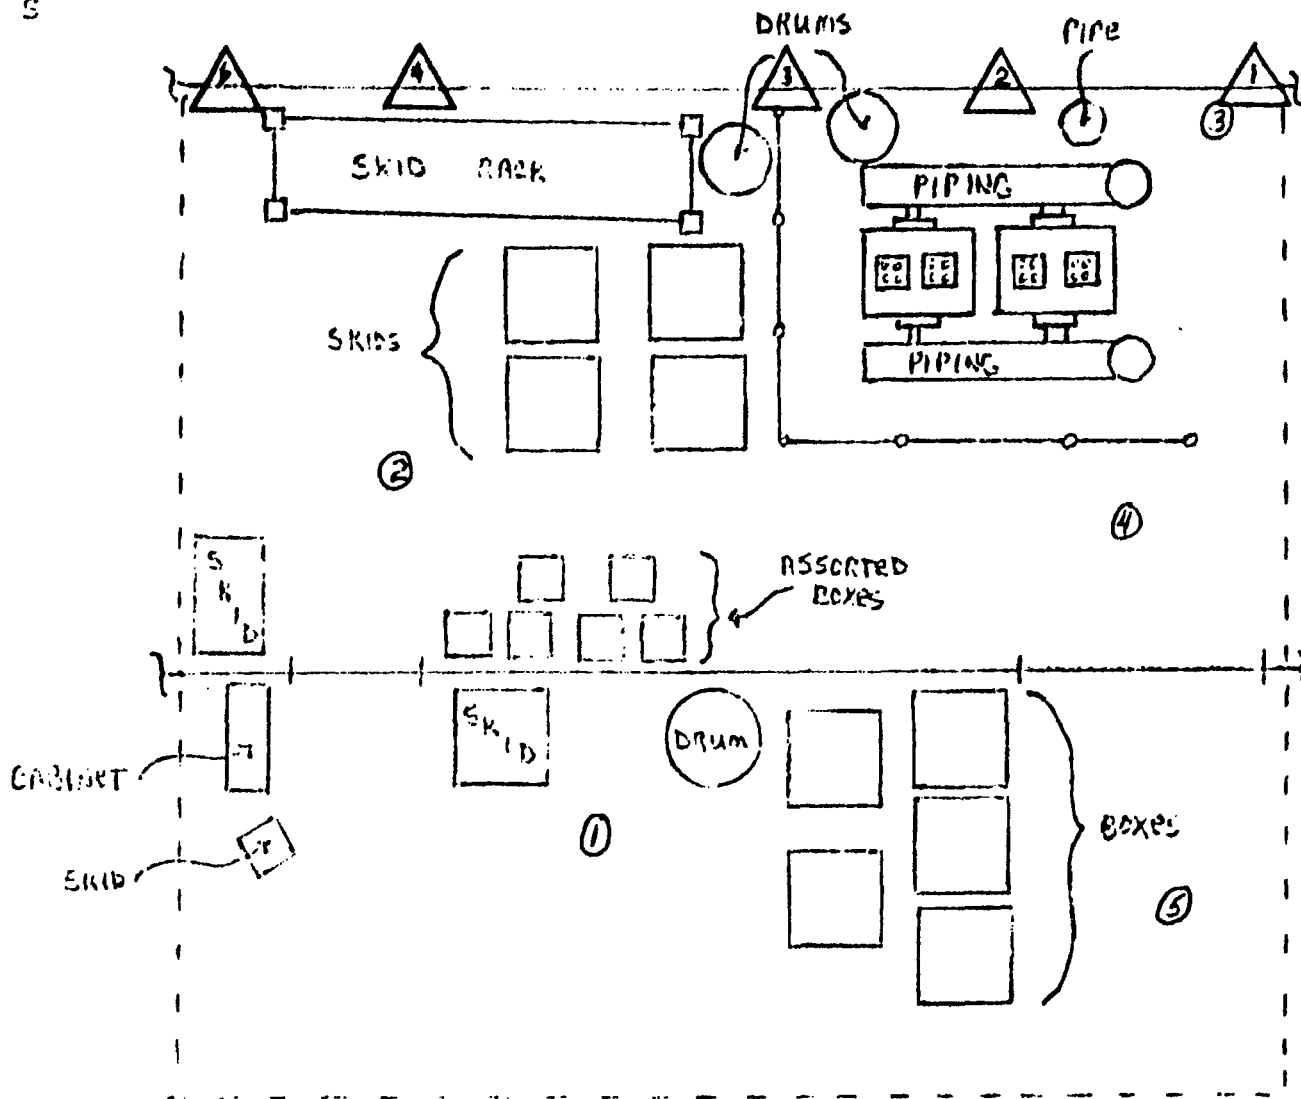 S
DRUMS
PIPE
5
4
3
2
1
3
SKID RACK
PIPING
SKIDS
PIPING
2
4
SKID
ASSORTED
BOXES
SKID
DRUM
CABINET
1
BOXES
SKID
5